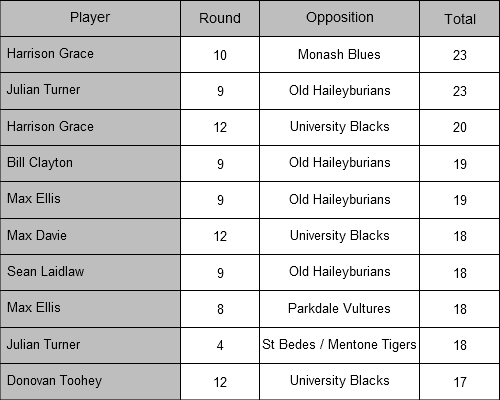 Player Round Opposition Total
Harrison Grace 10 Monash Blues 23
Julian Turner 9 Old Haileyburians 23
Harrison Grace 12 University Blacks 20
Bill Clayton 9 Old Haileyburians 19
Max Ellis 9 Old Haileyburians 19
Max Davie 12 University Blacks 18
Sean Laidlaw 9 Old Haileyburians 18
Max Ellis 8 Parkdale Vultures 18
Julian Turner 4 St Bedes / Mentone Tigers 18
Donovan Toohey 12 University Blacks 17